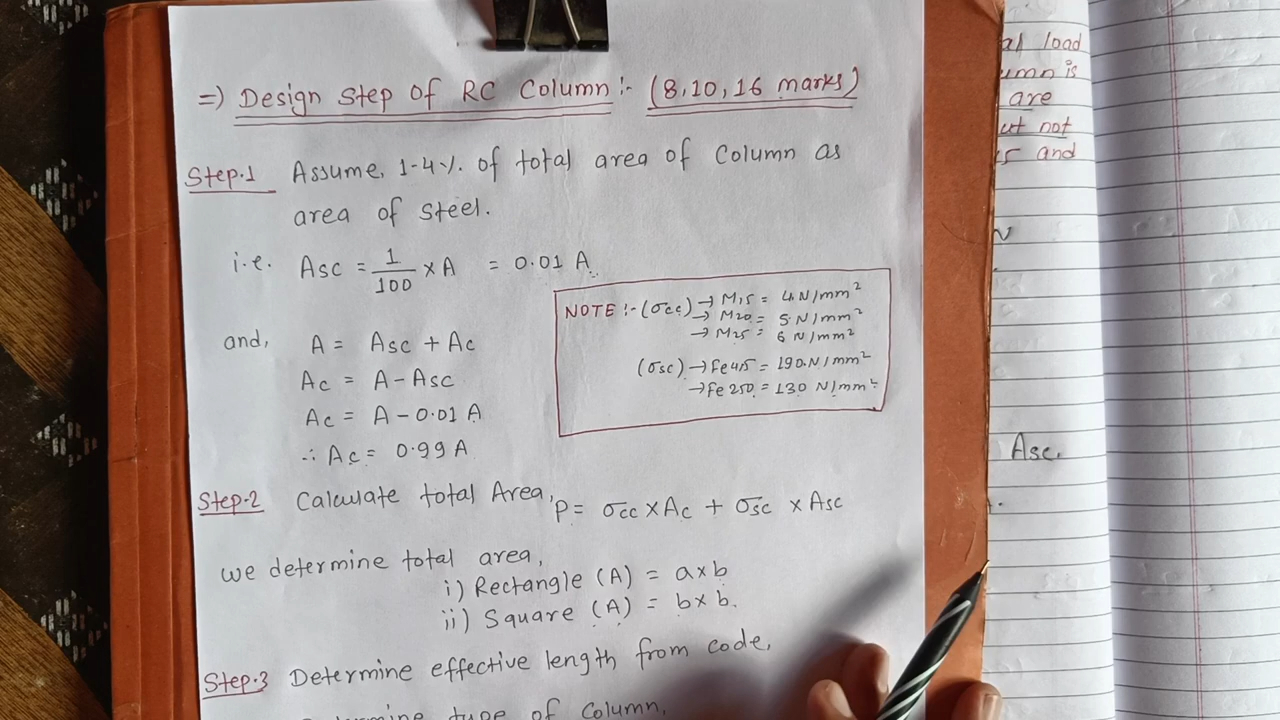 =) Design Step Of RC Column:- (8,10,16 marks)
Step.1 Assume. 1-4%. of total area of Column as
area of steel.
i.e. Asc = 1/100 × A = 0.01 A
NOTE :- (σcc) → M15 = 4 N/mm²
→ M20 = 5 N/mm²
→ M25 = 6 N/mm²
(σsc) → Fe415 = 190 N/mm²
→ Fe250 = 130 N/mm²
and, A = Asc + Ac
Ac = A - Asc
Ac = A - 0.01 A
∴ Ac = 0.99 A
Step-2 Calculate total Area, P = σcc × Ac + σsc × Asc
we determine total area,
i) Rectangle (A) = a×b
ii) Square (A) = b×b.
Step.3 Determine effective length from code,
type of Column,
load
is
are
not
and
Asc.